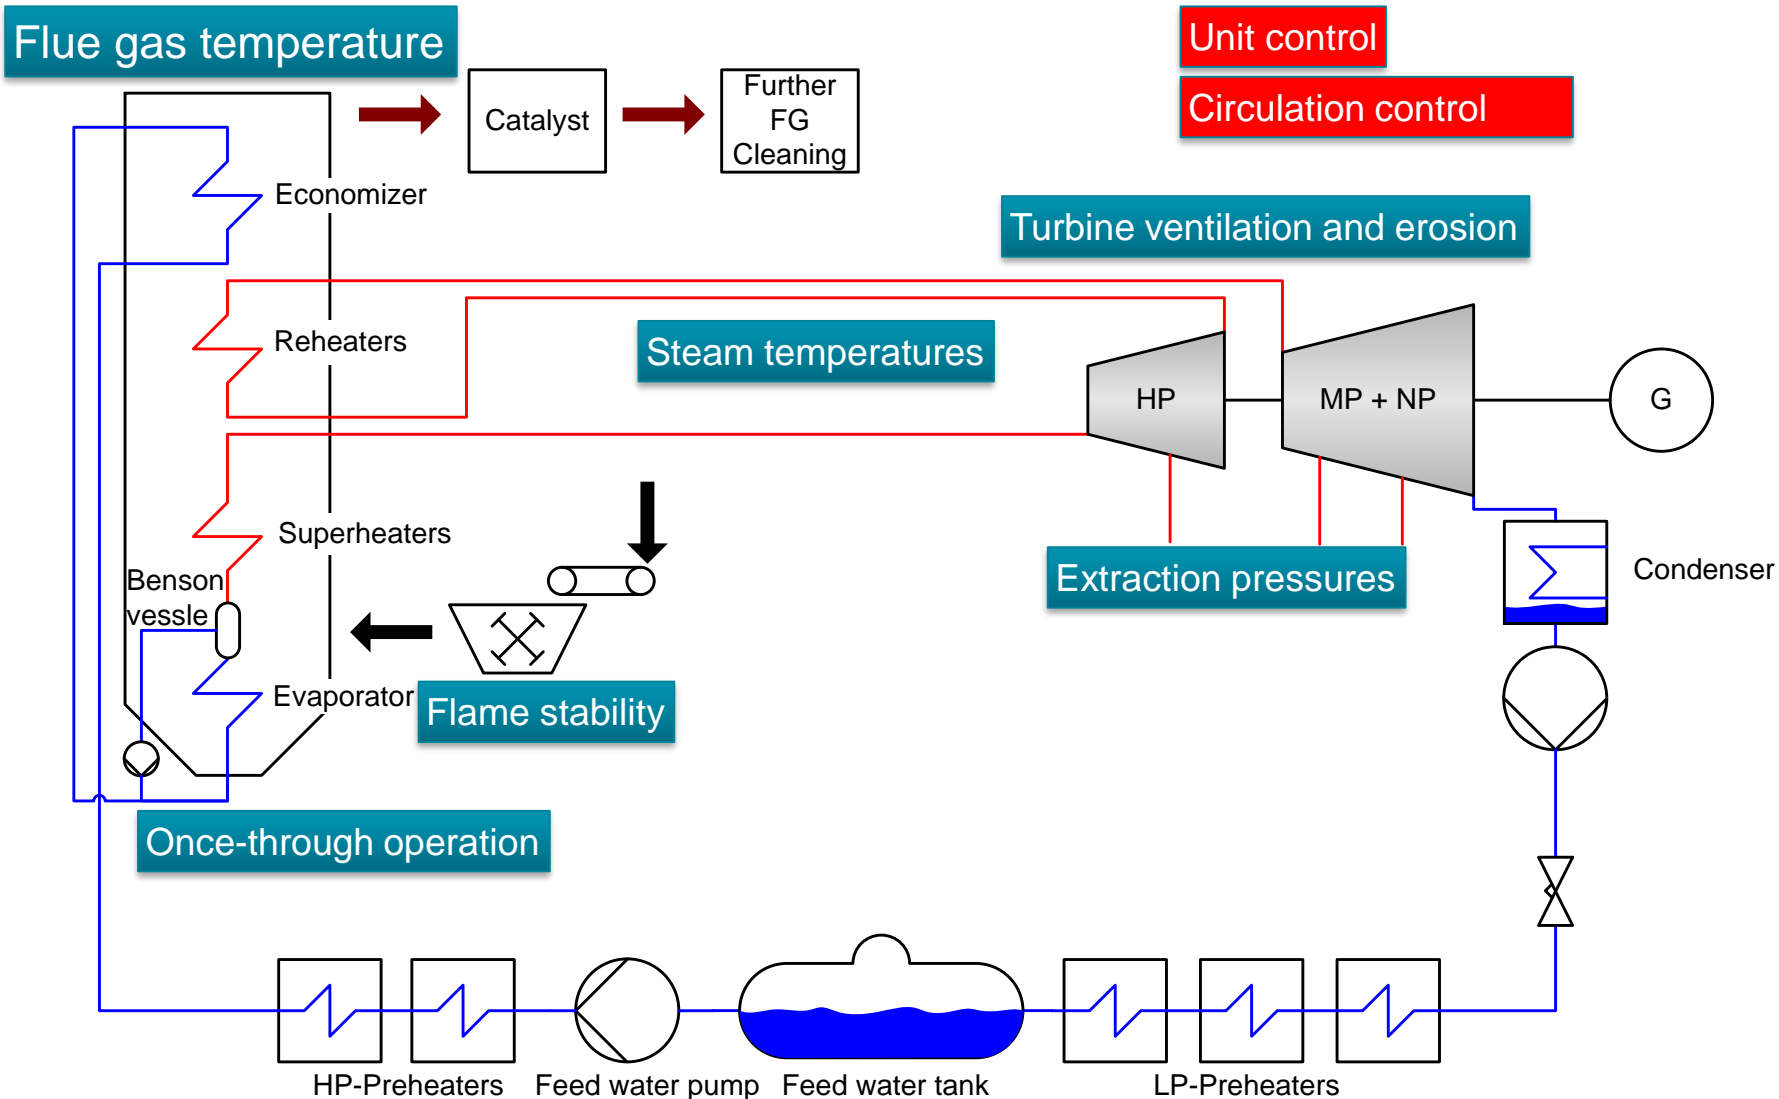 Flue gas temperature
Unit control
Circulation control
Catalyst
Further
FG
Cleaning
Economizer
Turbine ventilation and erosion
Reheaters
Steam temperatures
HP
MP + NP
G
Superheaters
Benson
vessle
Extraction pressures
Condenser
Evaporator
Flame stability
Once-through operation
HP-Preheaters
Feed water pump
Feed water tank
LP-Preheaters